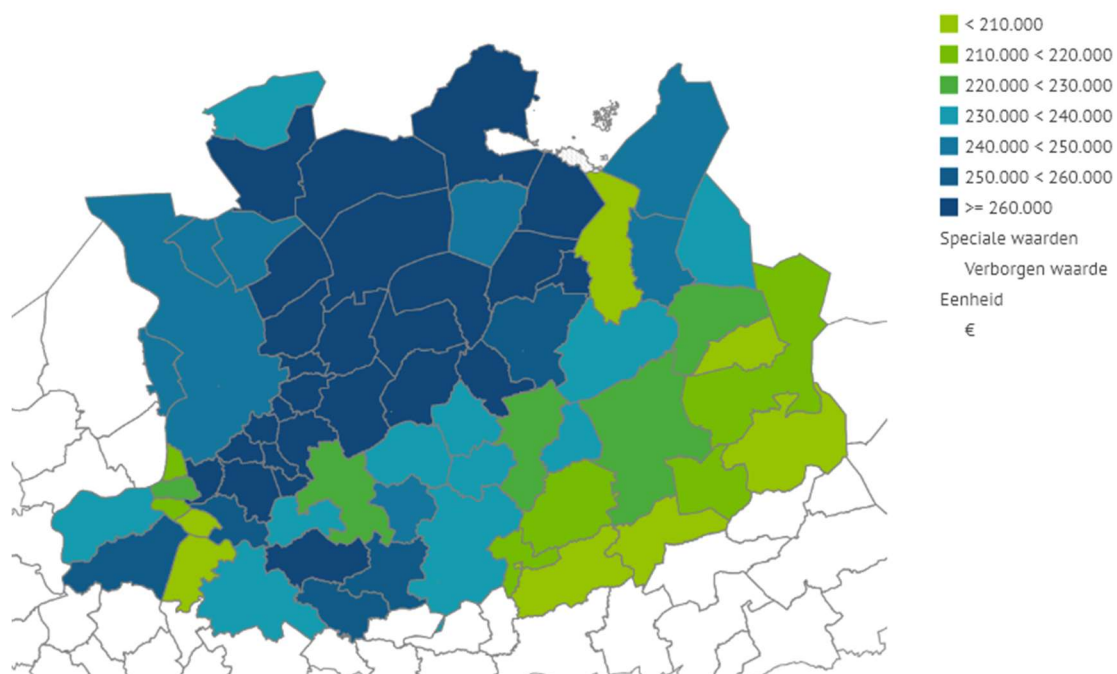 < 210.000
210.000 < 220.000
220.000 < 230.000
230.000 < 240.000
240.000 < 250.000
250.000 < 260.000
>= 260.000
Speciale waarden
Verborgen waarde
Eenheid
€